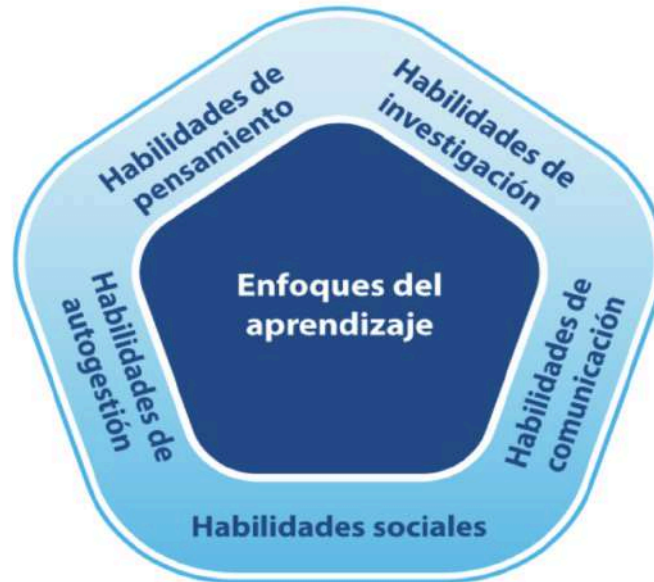 Habilidades de
pensamiento
Habilidades de
investigación
Enfoques del
aprendizaje
Habilidades de
autogestión
Habilidades de
comunicación
Habilidades sociales